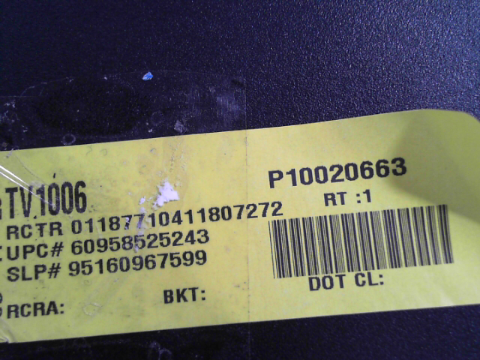 TV1006
P10020663
RCTR 01187710411807272
RT :1
UPC# 60958525243
SLP# 95160967599
RCRA:
BKT:
DOT CL: